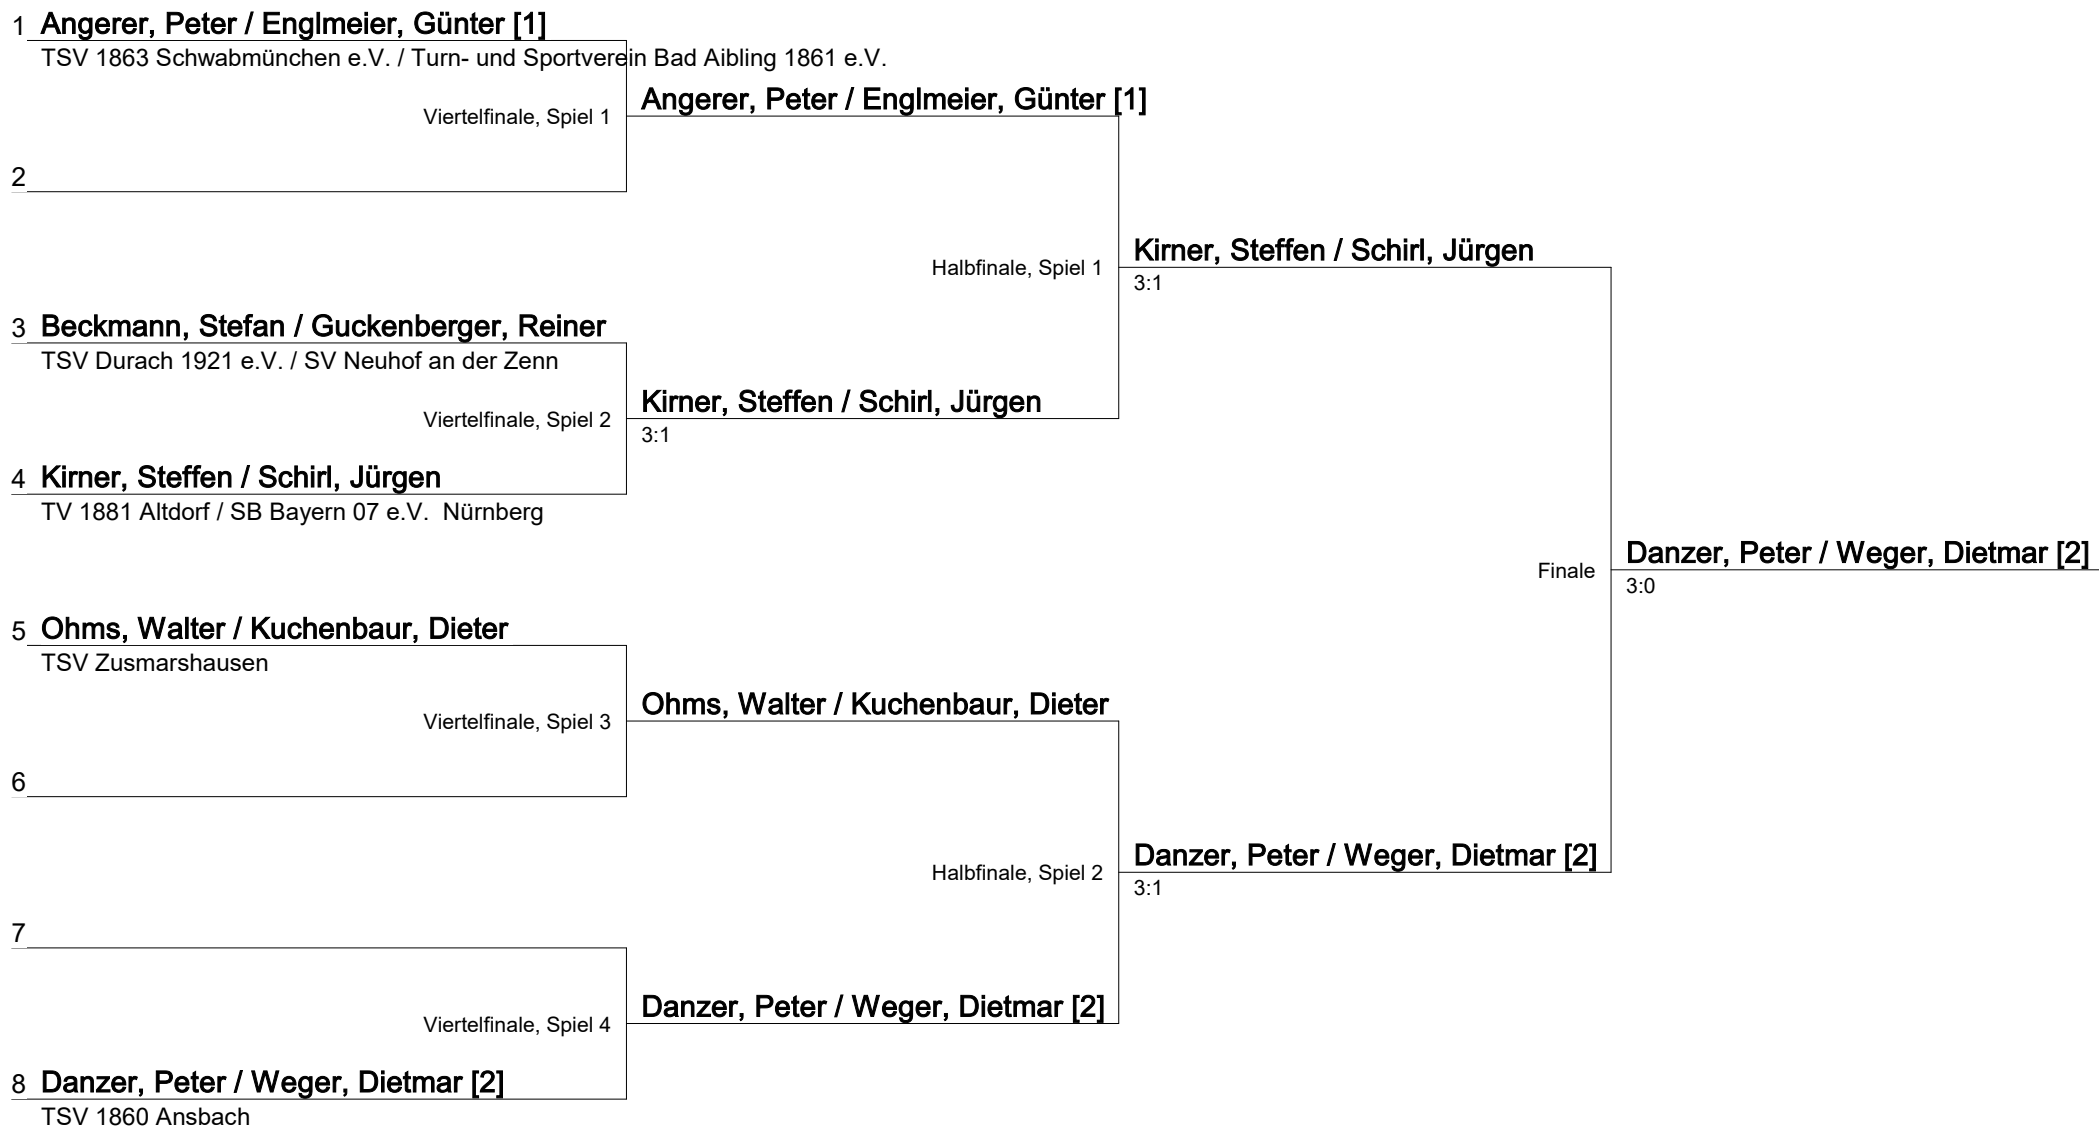 1 Angerer, Peter / Englmeier, Günter [1]
TSV 1863 Schwabmünchen e.V. / Turn- und Sportverein Bad Aibling 1861 e.V.
Angerer, Peter / Englmeier, Günter [1]
Viertelfinale, Spiel 1
2
Kirner, Steffen / Schirl, Jürgen
Halbfinale, Spiel 1
3:1
3 Beckmann, Stefan / Guckenberger, Reiner
TSV Durach 1921 e.V. / SV Neuhof an der Zenn
Kirner, Steffen / Schirl, Jürgen
Viertelfinale, Spiel 2
3:1
4 Kirner, Steffen / Schirl, Jürgen
TV 1881 Altdorf / SB Bayern 07 e.V. Nürnberg
Danzer, Peter / Weger, Dietmar [2]
Finale
3:0
5 Ohms, Walter / Kuchenbaur, Dieter
TSV Zusmarshausen
Ohms, Walter / Kuchenbaur, Dieter
Viertelfinale, Spiel 3
6
Danzer, Peter / Weger, Dietmar [2]
Halbfinale, Spiel 2
3:1
7
Danzer, Peter / Weger, Dietmar [2]
Viertelfinale, Spiel 4
8 Danzer, Peter / Weger, Dietmar [2]
TSV 1860 Ansbach